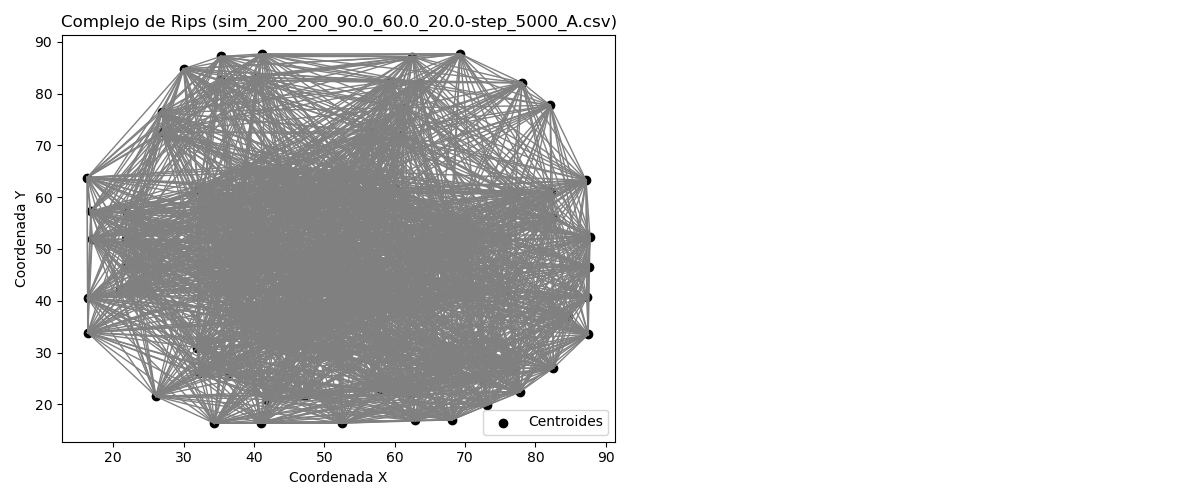 Complejo de Rips (sim_200_200_90.0_60.0_20.0-step_5000_A.csv)
90
80
70
60
50
40
30
20
Coordenada Y
Centroides
20 30 40 50 60 70 80 90
Coordenada X